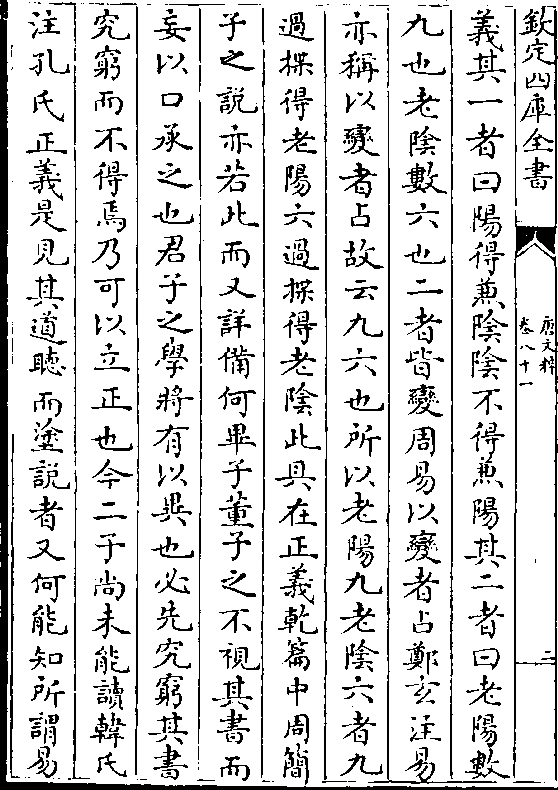 欽定四庫全書
唐文粹
卷八十一
二
義其一者曰陽得兼陰陰不得兼陽其二者曰老陽數
九也老陰數六也二者皆變周易以變者占鄭玄注易
亦稱以變者占故云九六也所以老陽九老陰六者九
過揲得老陽六過揲得老陰此具在正義乾篇中周簡
子之說亦若此而又詳備何畢子董子之不視其書而
妄以口承之也君子之學將有以異也必先究窮其書
究窮而不得焉乃可以立正也今二子尚未能讀韓氏
注孔氏正義是見其道聽而塗說者又何能知所謂易